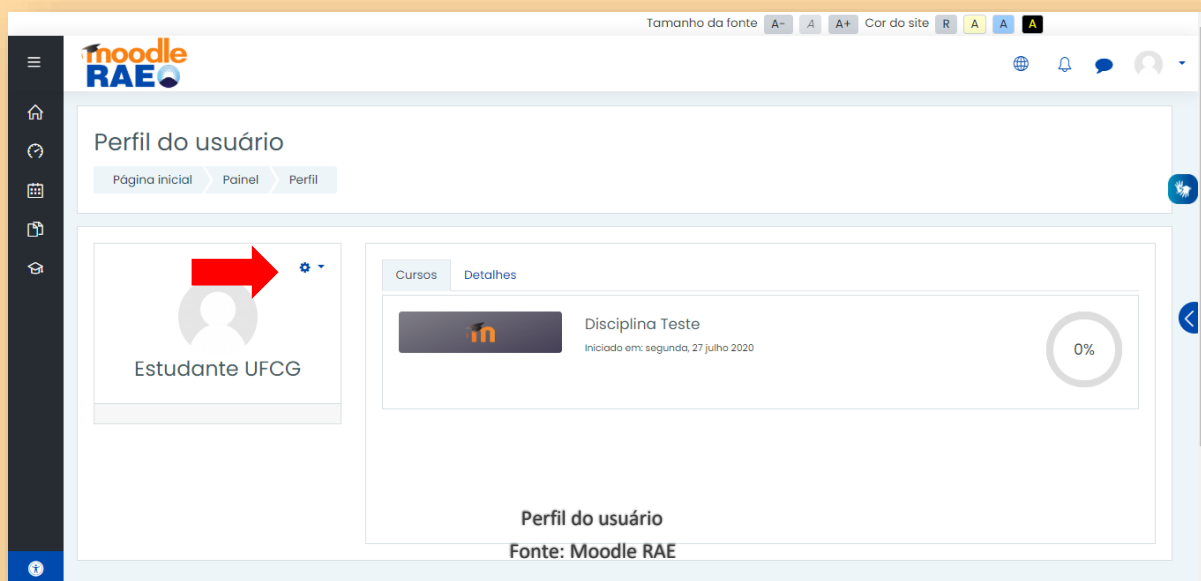 Tamanho da fonte A- A A+ Cor do site R A A A
moodle
RAE
Perfil do usuário
Página inicial Painel Perfil
Estudante UFCG
Cursos Detalhes
m
Disciplina Teste
Iniciado em: segunda, 27 julho 2020
0%
Perfil do usuário
Fonte: Moodle RAE